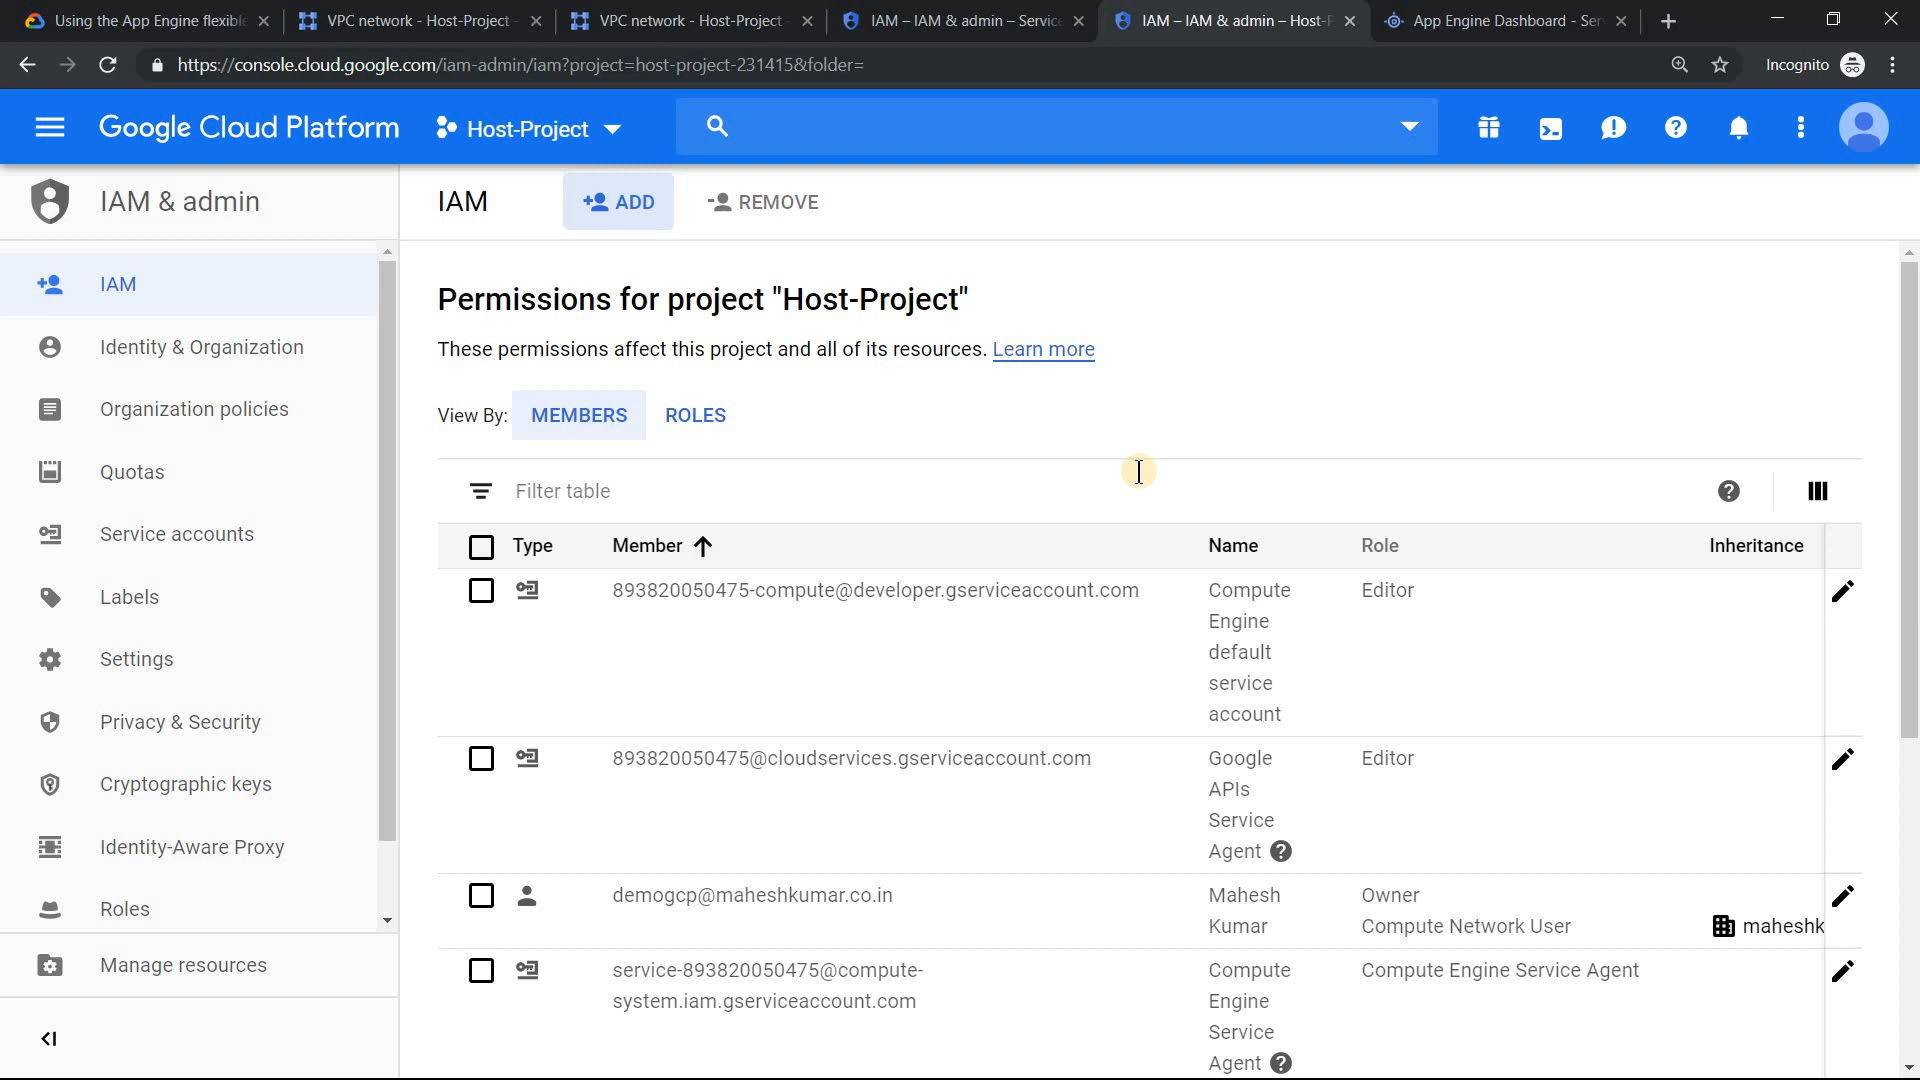 Using the App Engine flexibl
VPC network - Host-Project -
VPC network - Host-Project -
IAM – IAM & admin – Service
IAM – IAM & admin – Host-P
App Engine Dashboard - Ser
https://console.cloud.google.com/iam-admin/iam?project=host-project-231415&folder=
Incognito
Google Cloud Platform
Host-Project
IAM & admin
IAM
ADD
REMOVE
IAM
Identity & Organization
Organization policies
Quotas
Service accounts
Labels
Settings
Privacy & Security
Cryptographic keys
Identity-Aware Proxy
Roles
Manage resources
Permissions for project "Host-Project"
These permissions affect this project and all of its resources. Learn more
View By: MEMBERS ROLES
Filter table
Type Member Name Role Inheritance
893820050475-compute@developer.gserviceaccount.com Compute Editor
Engine
default
service
account
893820050475@cloudservices.gserviceaccount.com Google Editor
APIs
Service
Agent
demogcp@maheshkumar.co.in Mahesh Owner
Kumar Compute Network User maheshk
service-893820050475@compute- Compute Compute Engine Service Agent
system.iam.gserviceaccount.com Engine
Service
Agent